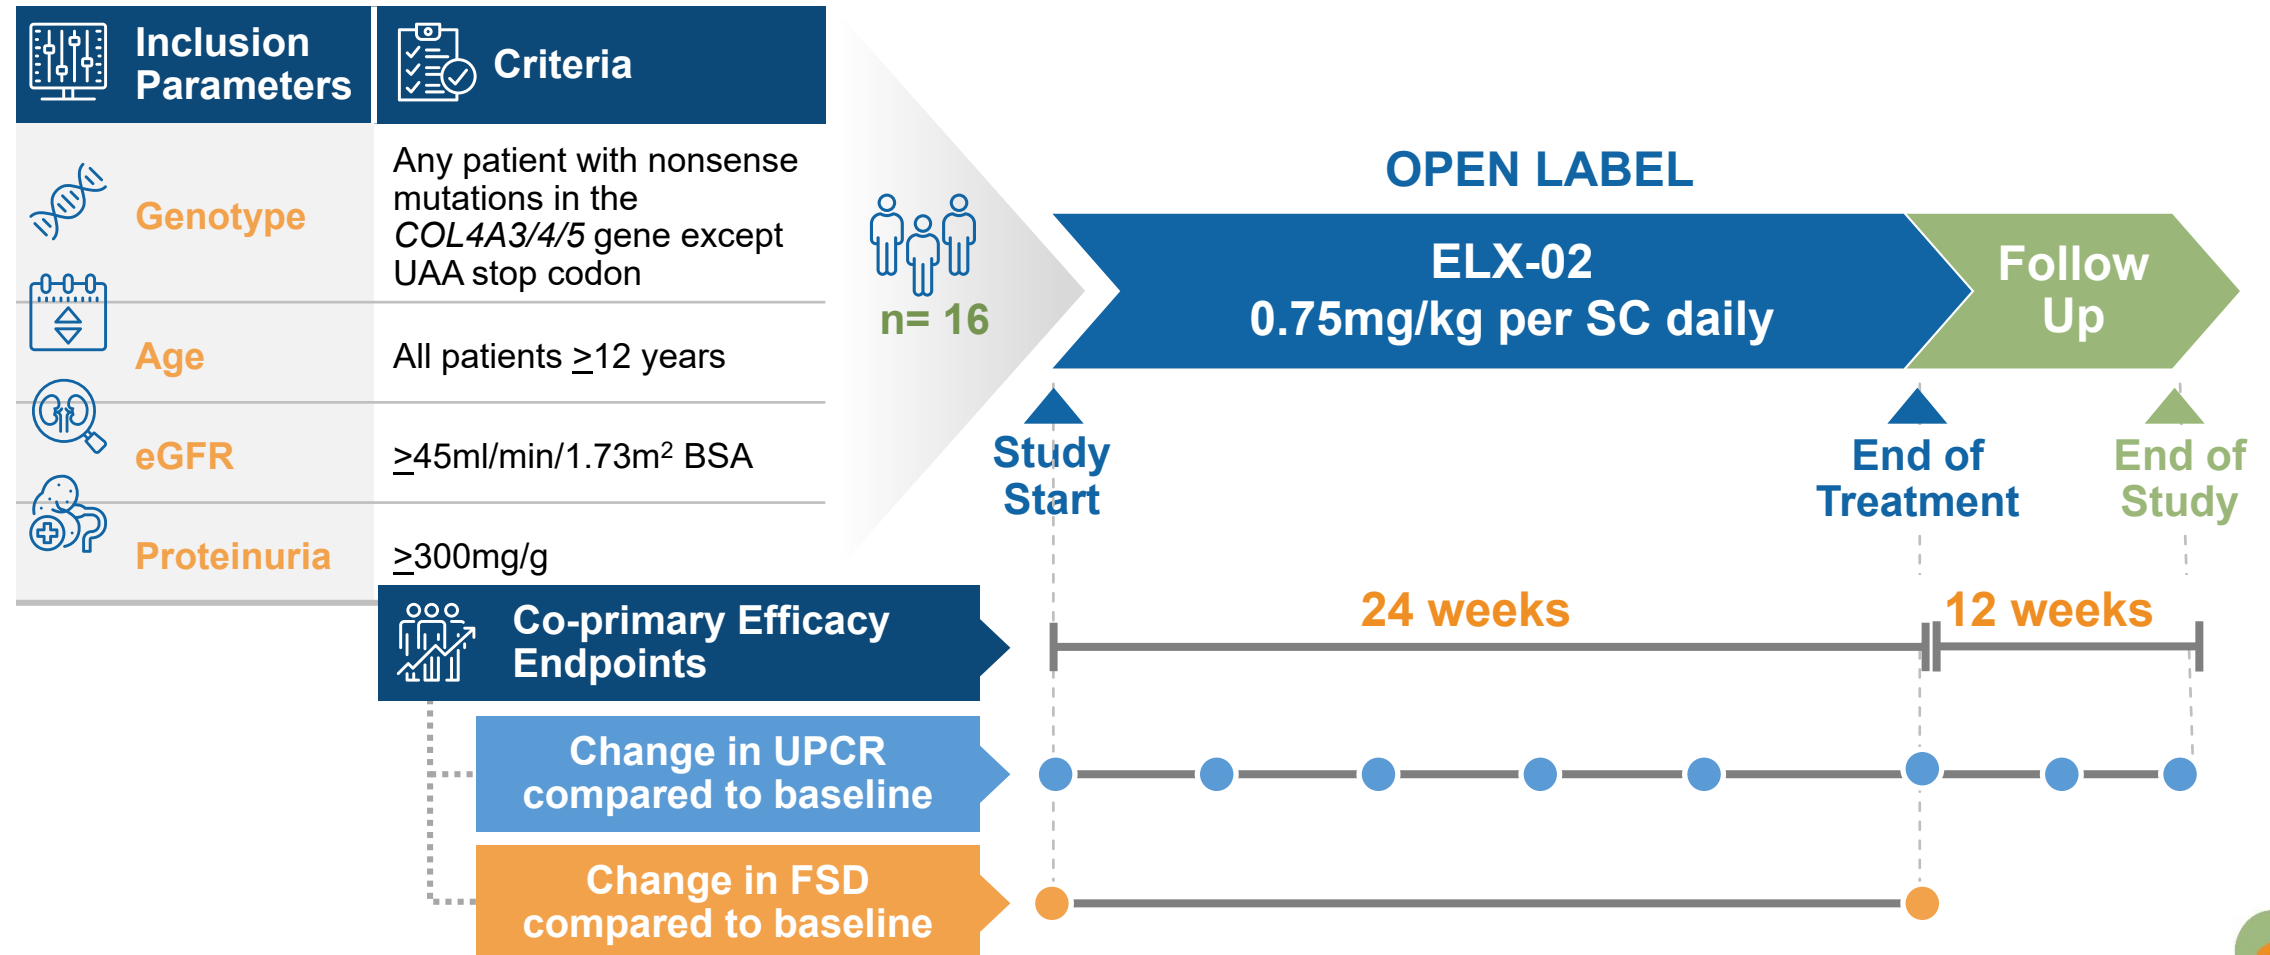 Inclusion
Parameters
Criteria
Genotype
Any patient with nonsense
mutations in the
COL4A3/4/5 gene except
UAA stop codon
Age
All patients ≥12 years
eGFR
≥45ml/min/1.73m² BSA
Proteinuria
≥300mg/g
n= 16
OPEN LABEL
ELX-02
0.75mg/kg per SC daily
Follow
Up
Study
Start
End of
Treatment
End of
Study
24 weeks
12 weeks
Co-primary Efficacy
Endpoints
Change in UPCR
compared to baseline
Change in FSD
compared to baseline